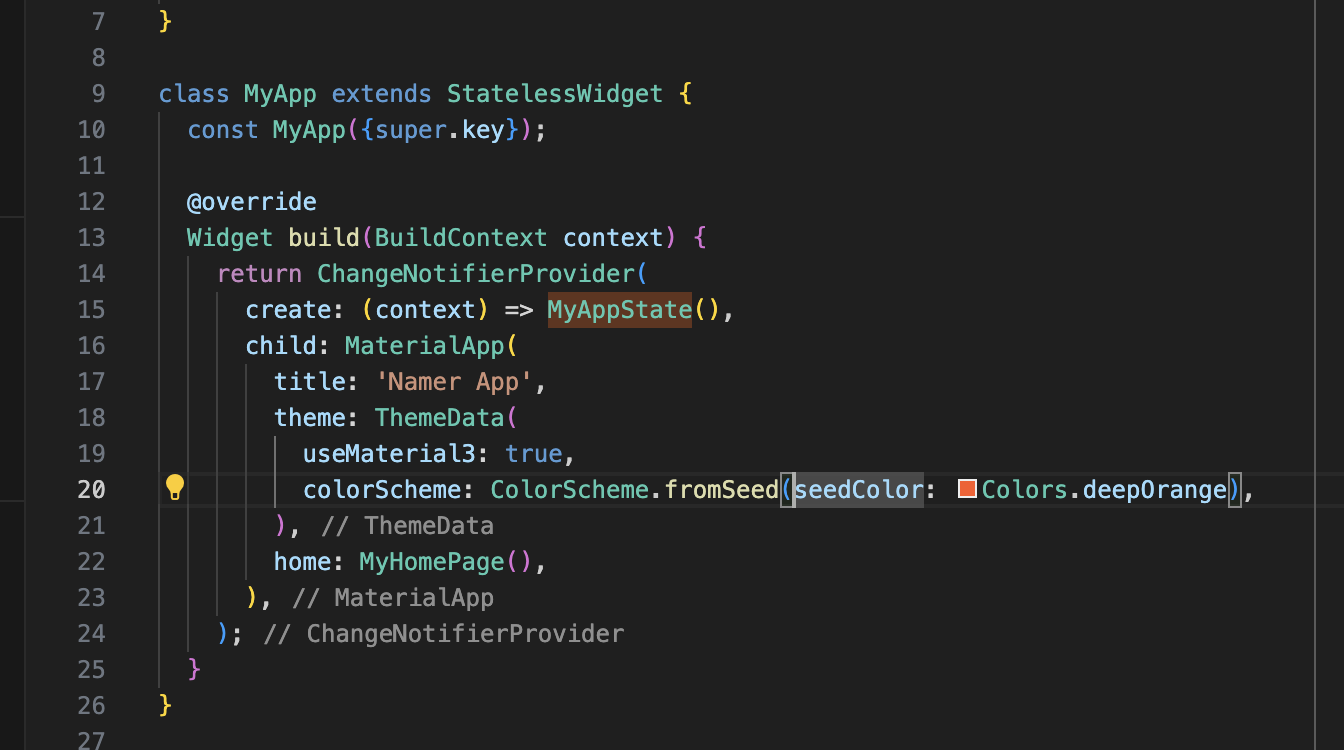 7 }
8
9 class MyApp extends StatelessWidget {
10   const MyApp({super.key});
11
12   @override
13   Widget build(BuildContext context) {
14     return ChangeNotifierProvider(
15       create: (context) => MyAppState(),
16       child: MaterialApp(
17         title: 'Namer App',
18         theme: ThemeData(
19           useMaterial3: true,
20           colorScheme: ColorScheme.fromSeed(seedColor: Colors.deepOrange),
21         ), // ThemeData
22         home: MyHomePage(),
23       ), // MaterialApp
24     ); // ChangeNotifierProvider
25   }
26 }
27